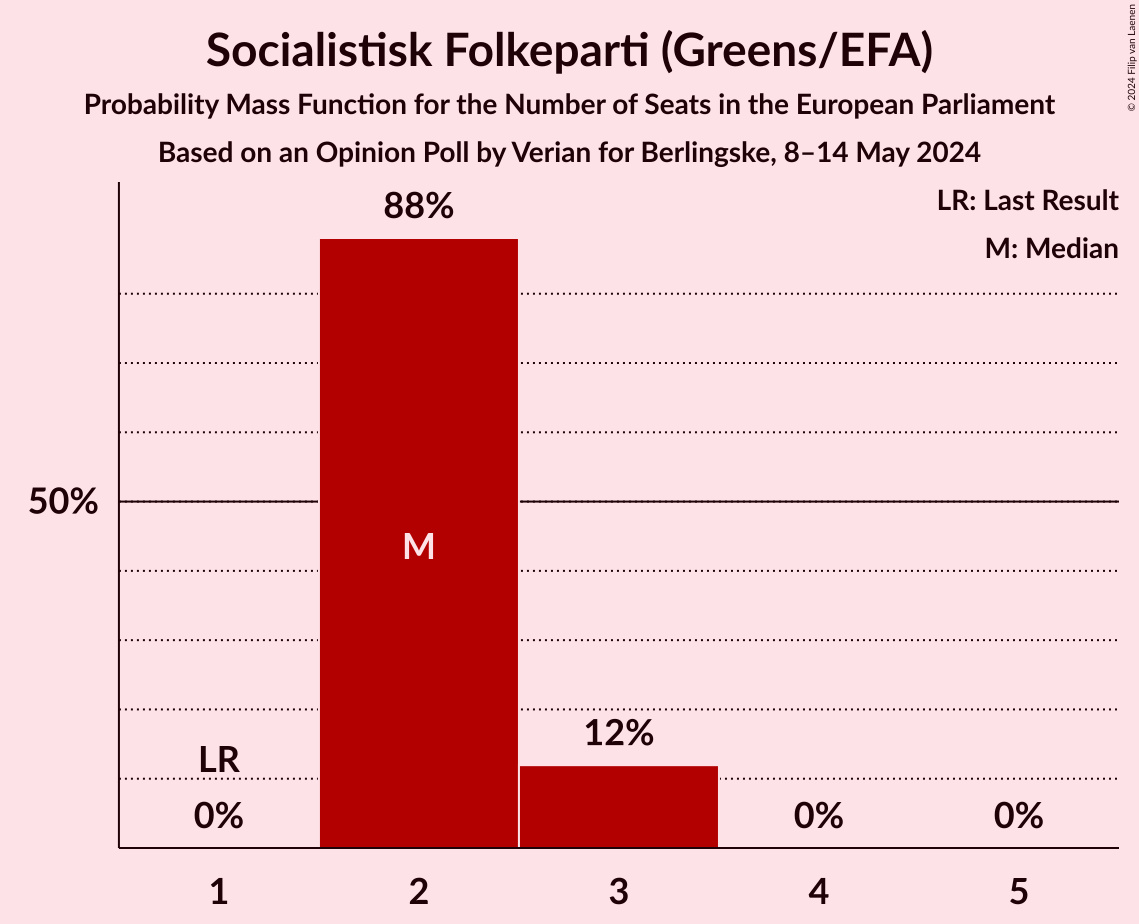 Socialistisk Folkeparti (Greens/EFA)
Probability Mass Function for the Number of Seats in the European Parliament
Based on an Opinion Poll by Verian for Berlingske, 8–14 May 2024
© 2024 Filip van Laenen
LR: Last Result
M: Median
88%
50%
M
12%
LR
0%
0%
0%
1
2
3
4
5